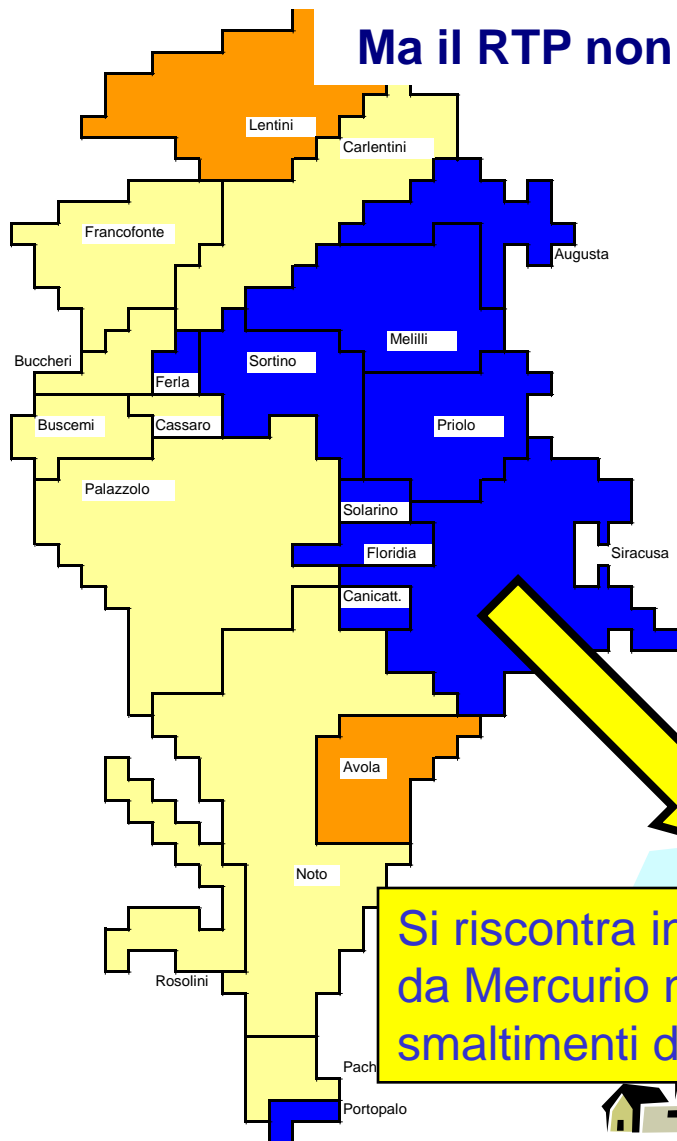 Ma il RTP non
Lentini
Carlentini
Francofonte
Augusta
Melilli
Buccheri
Sortino
Ferla
Buscemi
Cassaro
Priolo
Palazzolo
Solarino
Floridia
Siracusa
Canicatt.
Avola
Noto
Si riscontra in
da Mercurio n
smaltimenti d
Rosolini
Pach
Portopalo